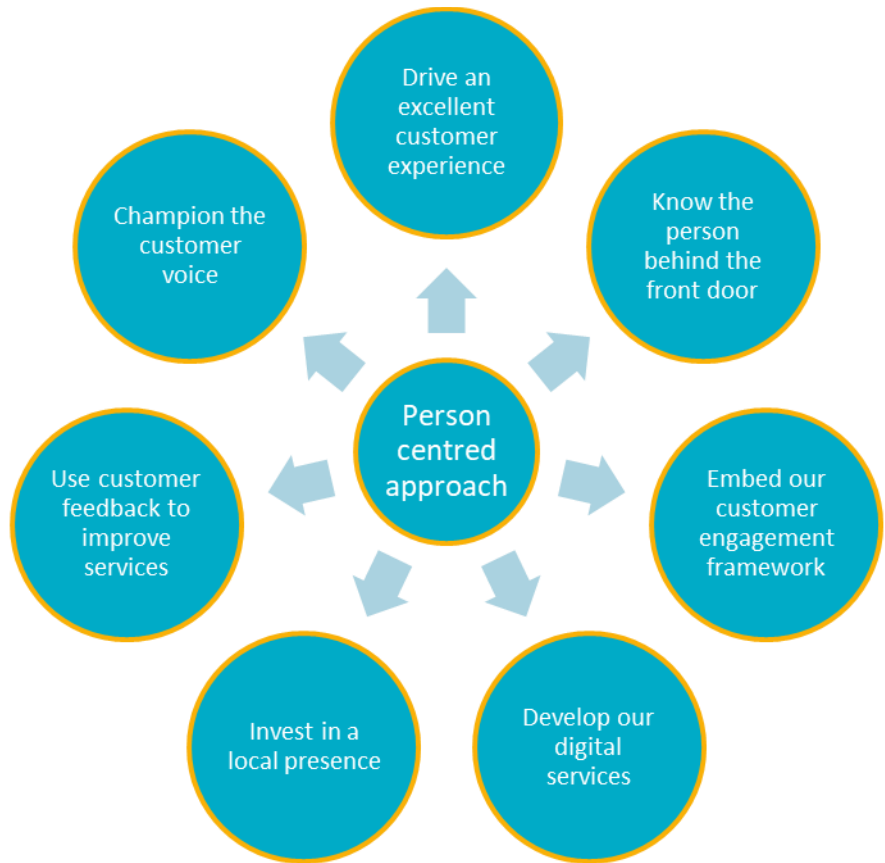 Drive an
excellent
customer
experience
Know the
person
behind the
front door
Embed our
customer
engagement
framework
Develop our
digital
services
Invest in a
local presence
Use customer
feedback to
improve
services
Champion the
customer
voice
Person
centred
approach